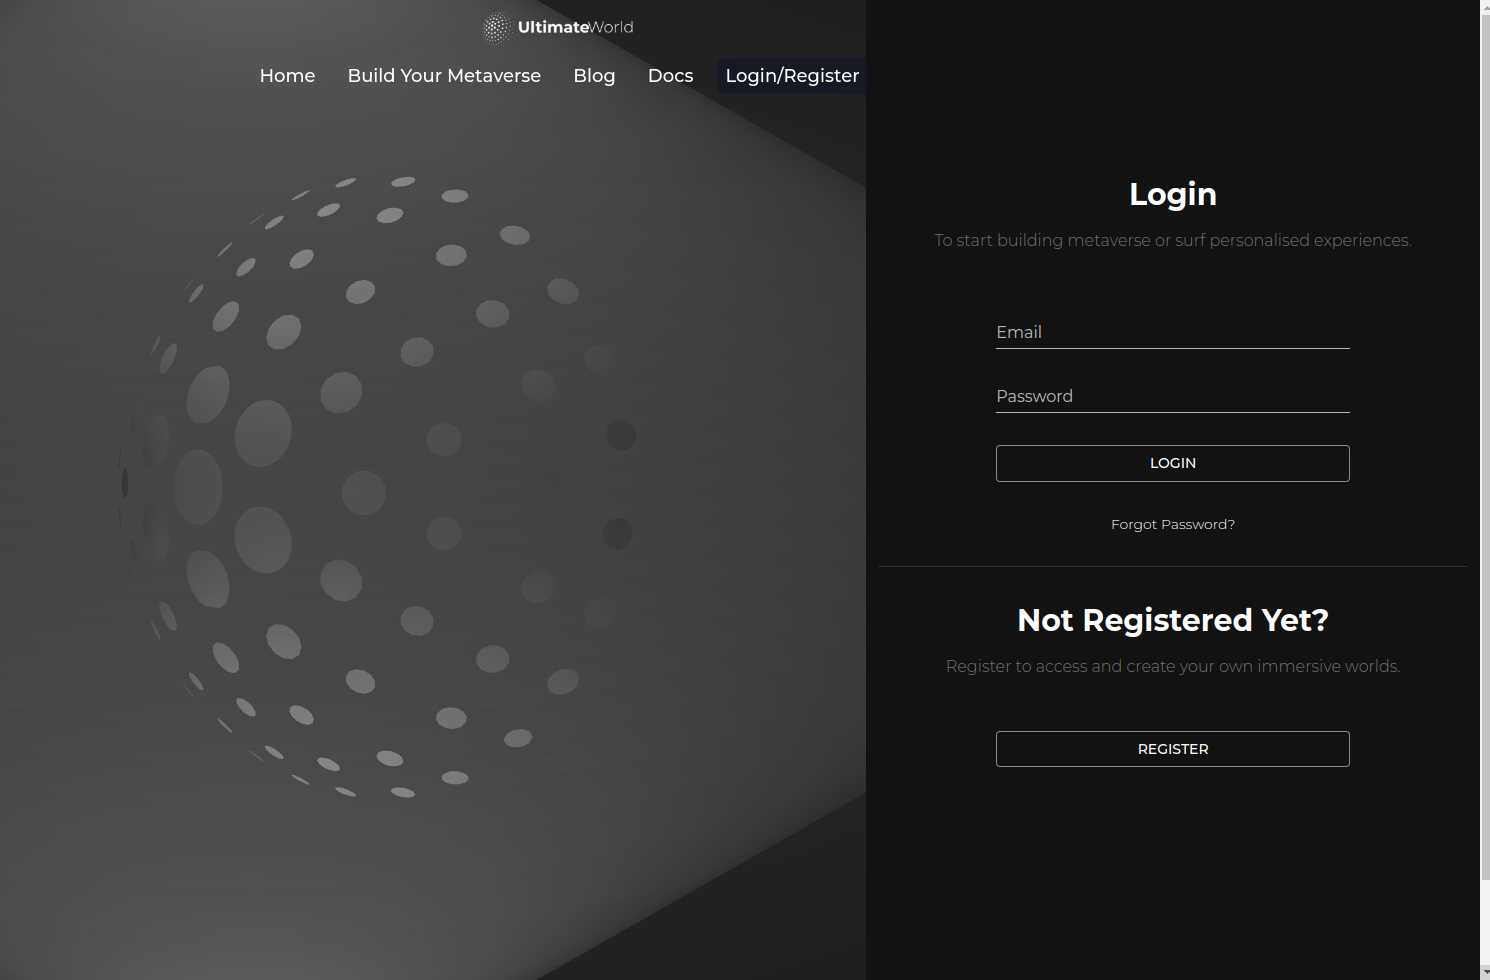 UltimateWorld
Home Build Your Metaverse Blog Docs Login/Register
Login
To start building metaverse or surf personalised experiences.
Email
Password
LOGIN
Forgot Password?
Not Registered Yet?
Register to access and create your own immersive worlds.
REGISTER